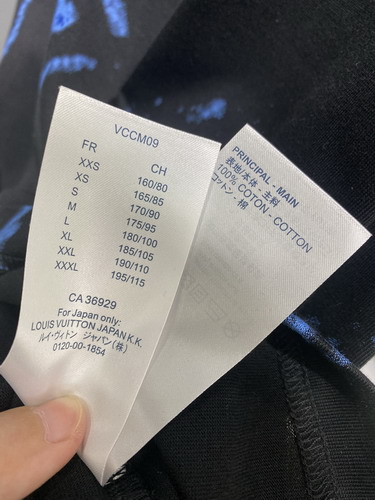 VCCM09
FR CH
XXS 160/80
XS 165/85
S 170/90
M 175/95
L 180/100
XL 185/105
XXL 190/110
XXXL 195/115
CA 36929
For Japan only:
LOUIS VUITTON JAPAN K.K.
ルイ・ヴィトン ジャパン(株)
0120-00-1854
PRINCIPAL - MAIN
表地/本体 - 主料
100% COTON - COTTON
コットン - 棉